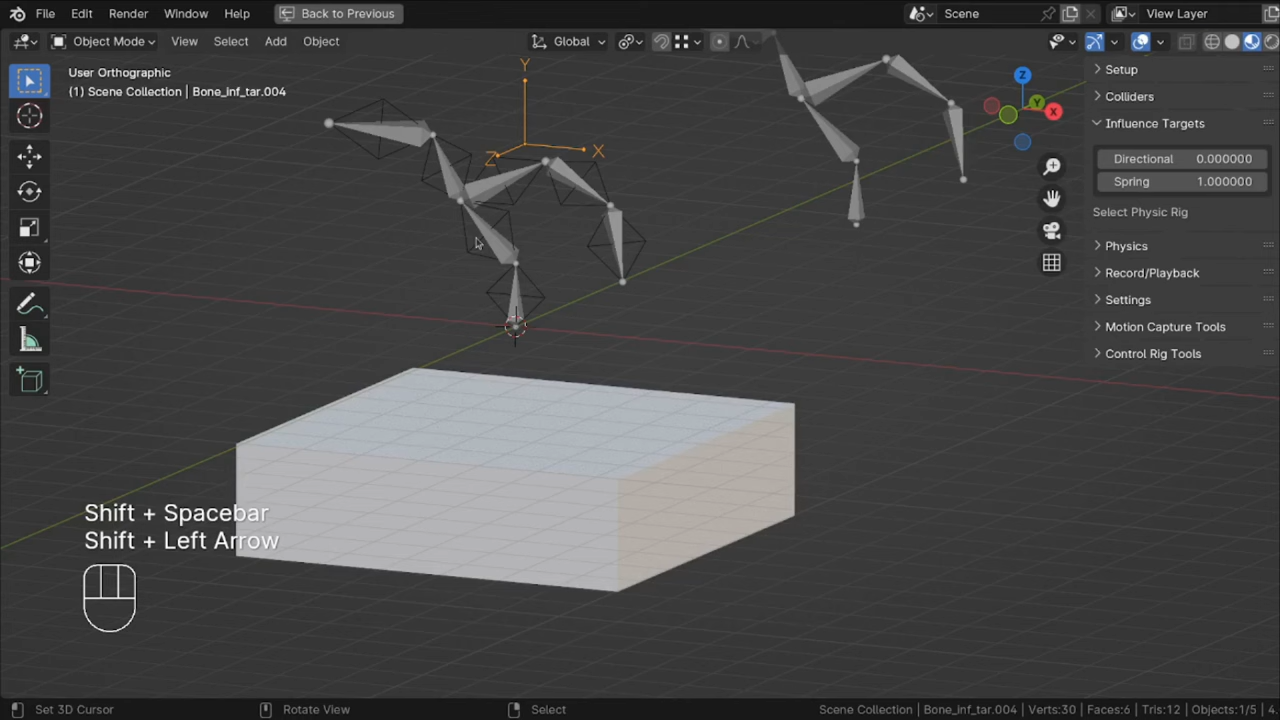 File Edit Render Window Help Back to Previous Scene View Layer
Object Mode View Select Add Object Global
User Orthographic
(1) Scene Collection | Bone_inf_tar.004
Y
Z
X
Z
Y
X
Setup
Colliders
Influence Targets
Directional 0.000000
Spring 1.000000
Select Physic Rig
Physics
Record/Playback
Settings
Motion Capture Tools
Control Rig Tools
Shift + Spacebar
Shift + Left Arrow
Set 3D Cursor Rotate View Select Scene Collection | Bone_inf_tar.004 | Verts:30 | Faces:6 | Tris:12 | Objects:1/5 | 4